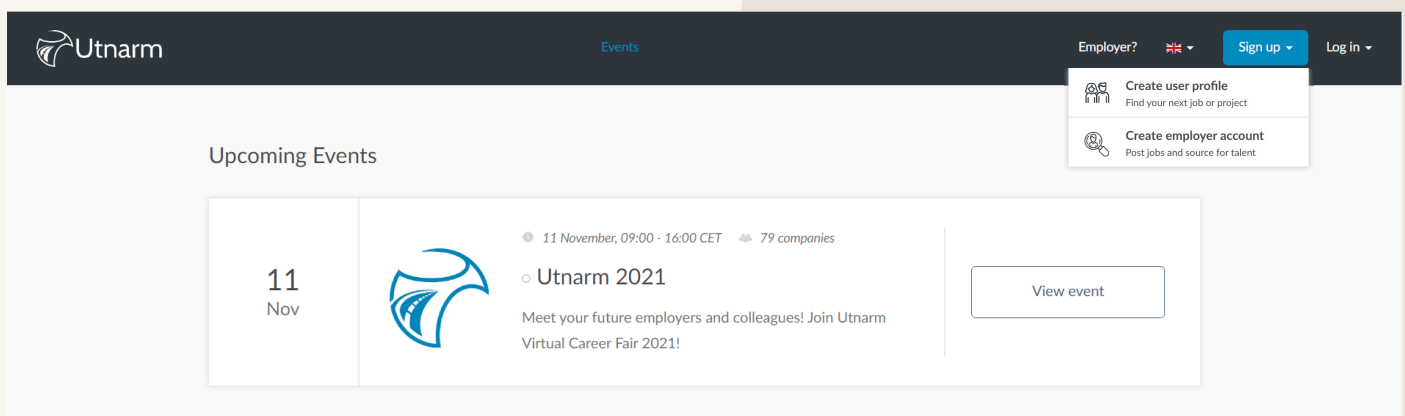 Utnarm
Events
Employer?
Sign up
Log in
Create user profile
Find your next job or project
Create employer account
Post jobs and source for talent
Upcoming Events
11
Nov
11 November, 09:00 - 16:00 CET
79 companies
Utnarm 2021
Meet your future employers and colleagues! Join Utnarm
Virtual Career Fair 2021!
View event